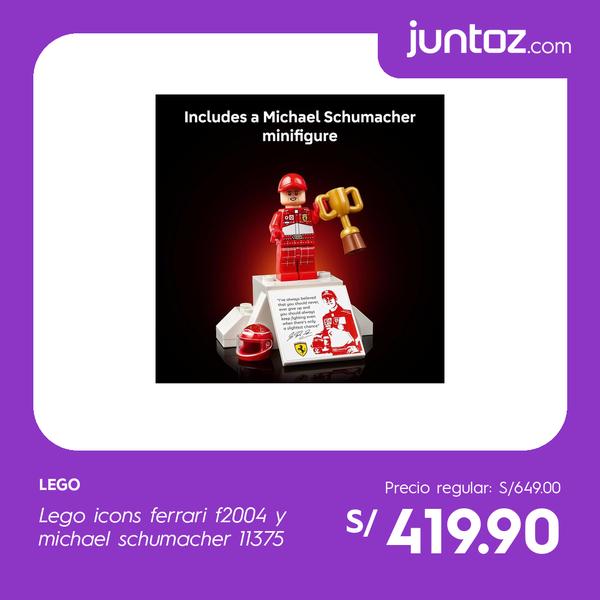 juntoz.com
Includes a Michael Schumacher
minifigure
"I've always believed
that you should never,
ever give up and
you should always
keep fighting even
when there's only
a slightest chance"
LEGO
Lego icons ferrari f2004 y
michael schumacher 11375
Precio regular: S/649.00
S/ 419.90